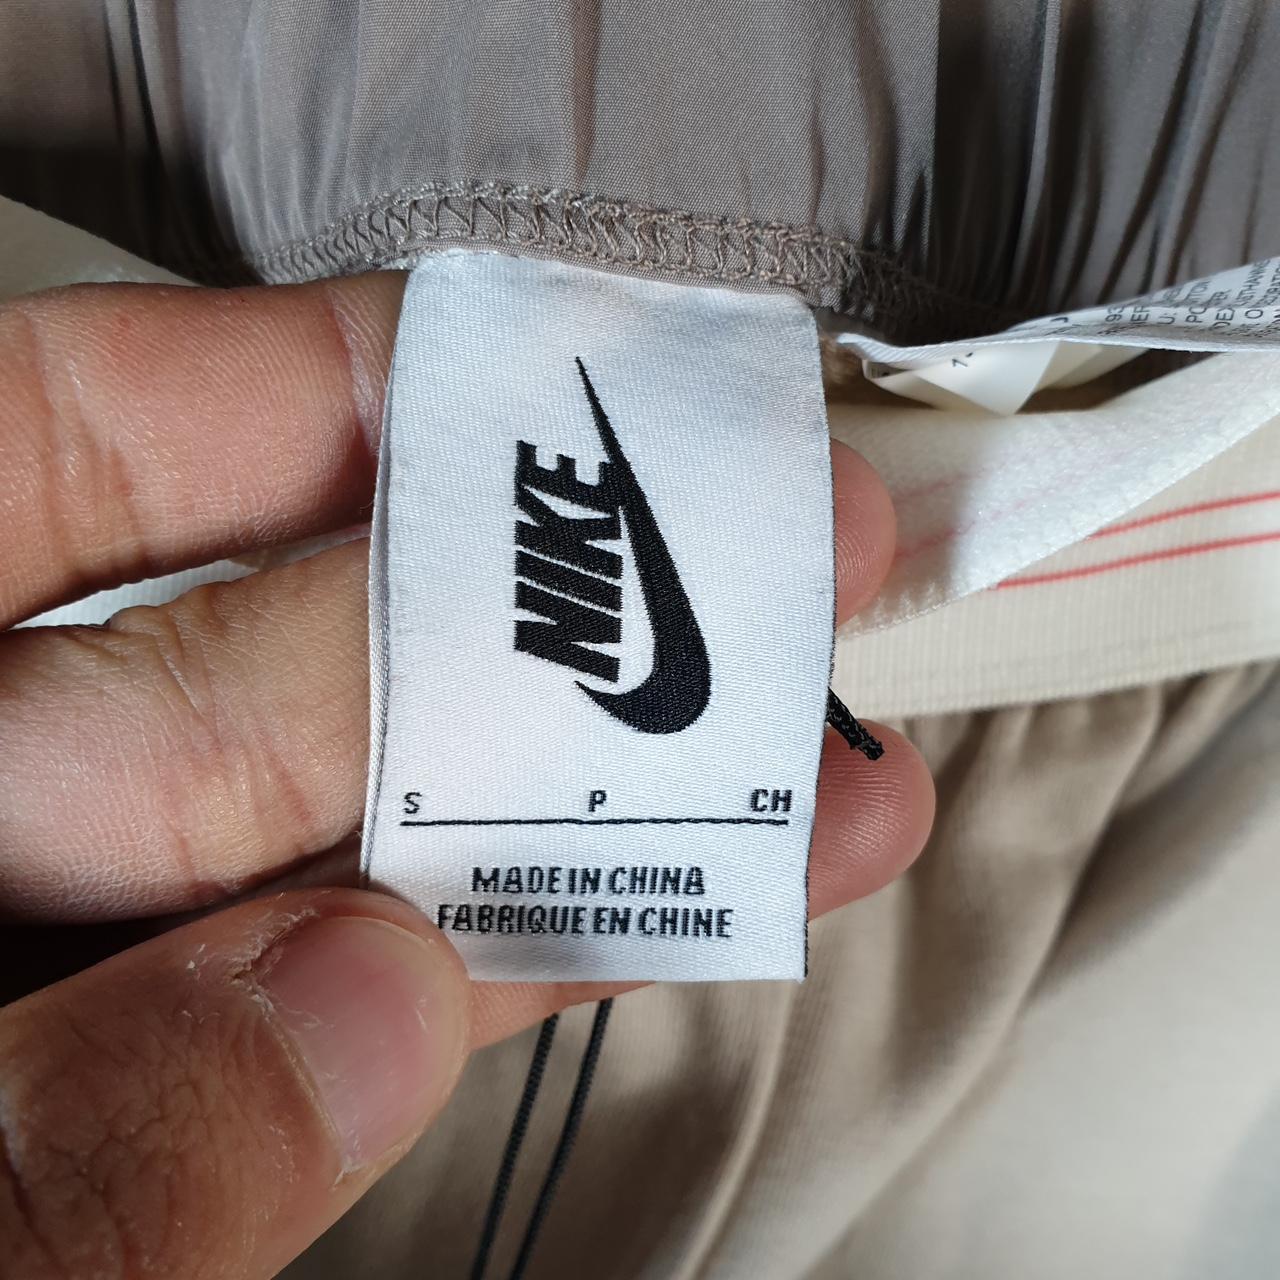 NIKE
S P CH
MADE IN CHINA
FABRIQUE EN CHINE